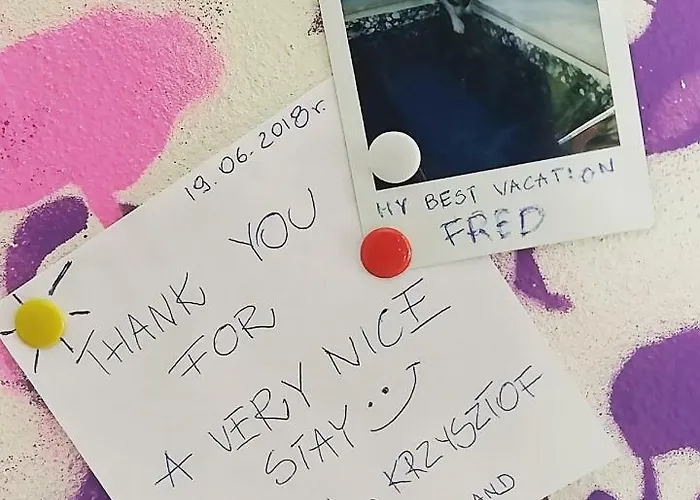 19.06.2018r.
THANK YOU
FOR
A VERY NICE
STAY
KRZYSZTOF
MY BEST VACATION
FRED